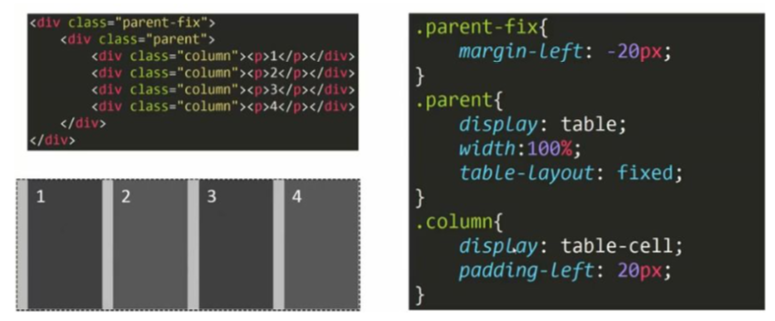 <div class="parent-fix">
<div class="parent">
<div class="column"><p>1</p></div>
<div class="column"><p>2</p></div>
<div class="column"><p>3</p></div>
<div class="column"><p>4</p></div>
</div>
</div>
1 2 3 4
.parent-fix{
margin-left: -20px;
}
.parent{
display: table;
width:100%;
table-layout: fixed;
}
.column{
display: table-cell;
padding-left: 20px;
}